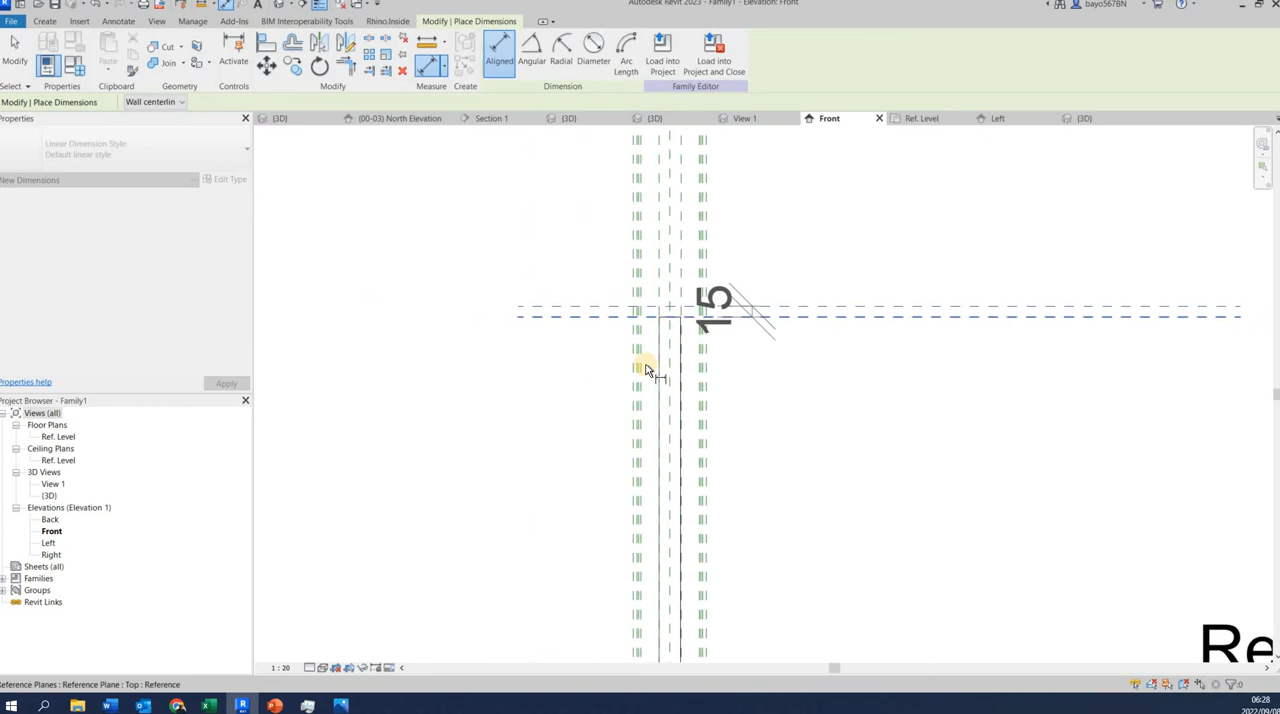 Autodesk Revit 2023 - Family1 - Elevation: Front
bayo567BN
File Create Insert Annotate View Manage Add-Ins BIM Interoperability Tools Rhino.Inside Modify | Place Dimensions
Modify Paste Cut Join Activate Aligned Angular Radial Diameter Arc Length Load into Project Load into Project and Close
Select Properties Clipboard Geometry Controls Modify Measure Create Dimension Family Editor
Modify | Place Dimensions Wall centerlin
Properties
{3D} (00-03) North Elevation Section 1 {3D} {3D} View 1 Front Ref. Level Left {3D}
Linear Dimension Style
Default linear style
New Dimensions Edit Type
15
Properties help Apply
Project Browser - Family1
Views (all)
Floor Plans
Ref. Level
Ceiling Plans
Ref. Level
3D Views
View 1
{3D}
Elevations (Elevation 1)
Back
Front
Left
Right
Sheets (all)
Families
Groups
Revit Links
Re
1 : 20
Reference Planes : Reference Plane : Top : Reference
:0
06:28
2022/09/08